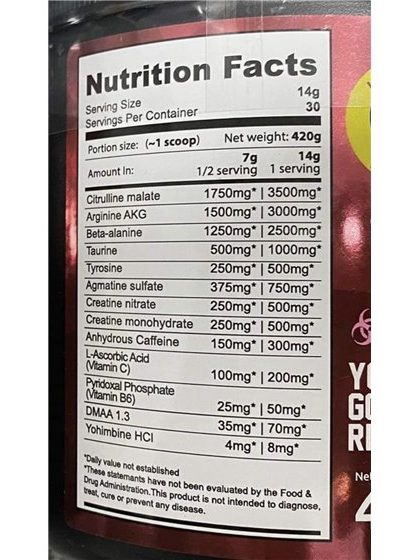 Nutrition Facts
Serving Size 14g
Servings Per Container 30
Portion size: (~1 scoop) Net weight: 420g
7g 14g
Amount In: 1/2 serving 1 serving
Citrulline malate 1750mg* | 3500mg*
Arginine AKG 1500mg* | 3000mg*
Beta-alanine 1250mg* | 2500mg*
Taurine 500mg* | 1000mg*
Tyrosine 250mg* | 500mg*
Agmatine sulfate 375mg* | 750mg*
Creatine nitrate 250mg* | 500mg*
Creatine monohydrate 250mg* | 500mg*
Anhydrous Caffeine 150mg* | 300mg*
L-Ascorbic Acid
(Vitamin C) 100mg* | 200mg*
Pyridoxal Phosphate
(Vitamin B6) 25mg* | 50mg*
DMAA 1.3 35mg* | 70mg*
Yohimbine HCl 4mg* | 8mg*
*Daily value not established
*These statements have not been evaluated by the Food &
Drug Administration.This product is not intended to diagnose,
treat, cure or prevent any disease.